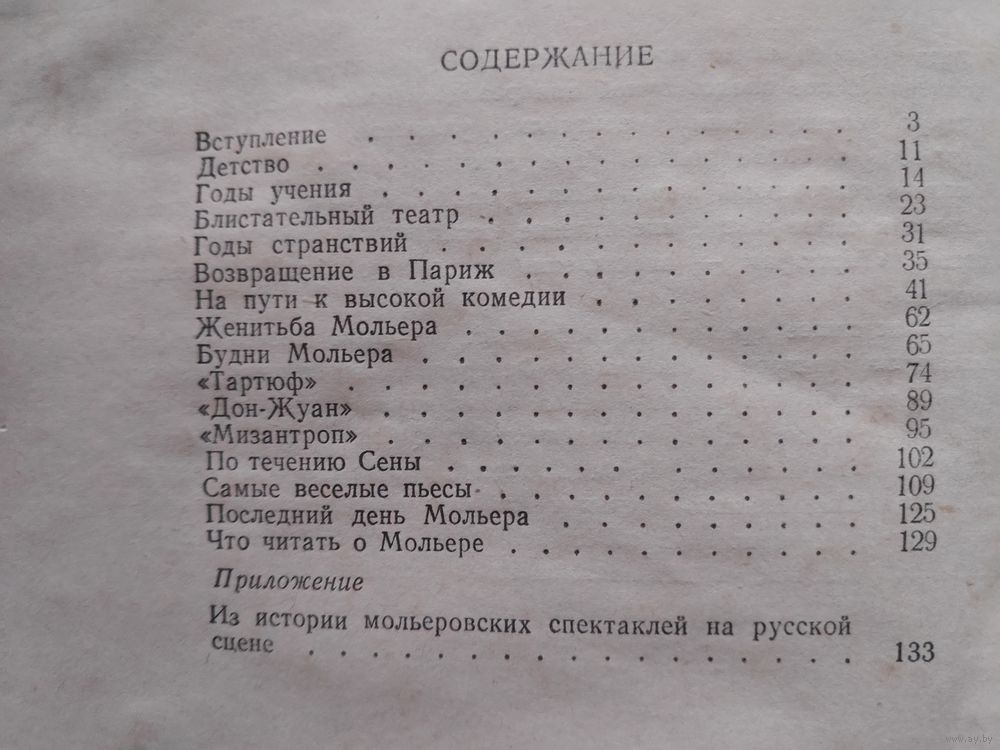 СОДЕРЖАНИЕ
Вступление . . . . . . . . . . . . . . 3
Детство . . . . . . . . . . . . . . . . 11
Годы учения . . . . . . . . . . . . . 14
Блистательный театр . . . . . . . . . . 23
Годы странствий . . . . . . . . . . . 31
Возвращение в Париж . . . . . . . . . 35
На пути к высокой комедии . . . . . . . 41
Женитьба Мольера . . . . . . . . . . . 62
Будни Мольера . . . . . . . . . . . . 65
«Тартюф» . . . . . . . . . . . . . . 74
«Дон-Жуан» . . . . . . . . . . . . . 89
«Мизантроп» . . . . . . . . . . . . . 95
По течению Сены . . . . . . . . . . . 102
Самые веселые пьесы . . . . . . . . . . 109
Последний день Мольера . . . . . . . . 125
Что читать о Мольере . . . . . . . . . 129
Приложение
Из истории мольеровских спектаклей на русской
сцене . . . . . . . . . . . . . . . . 133
www.ay.by